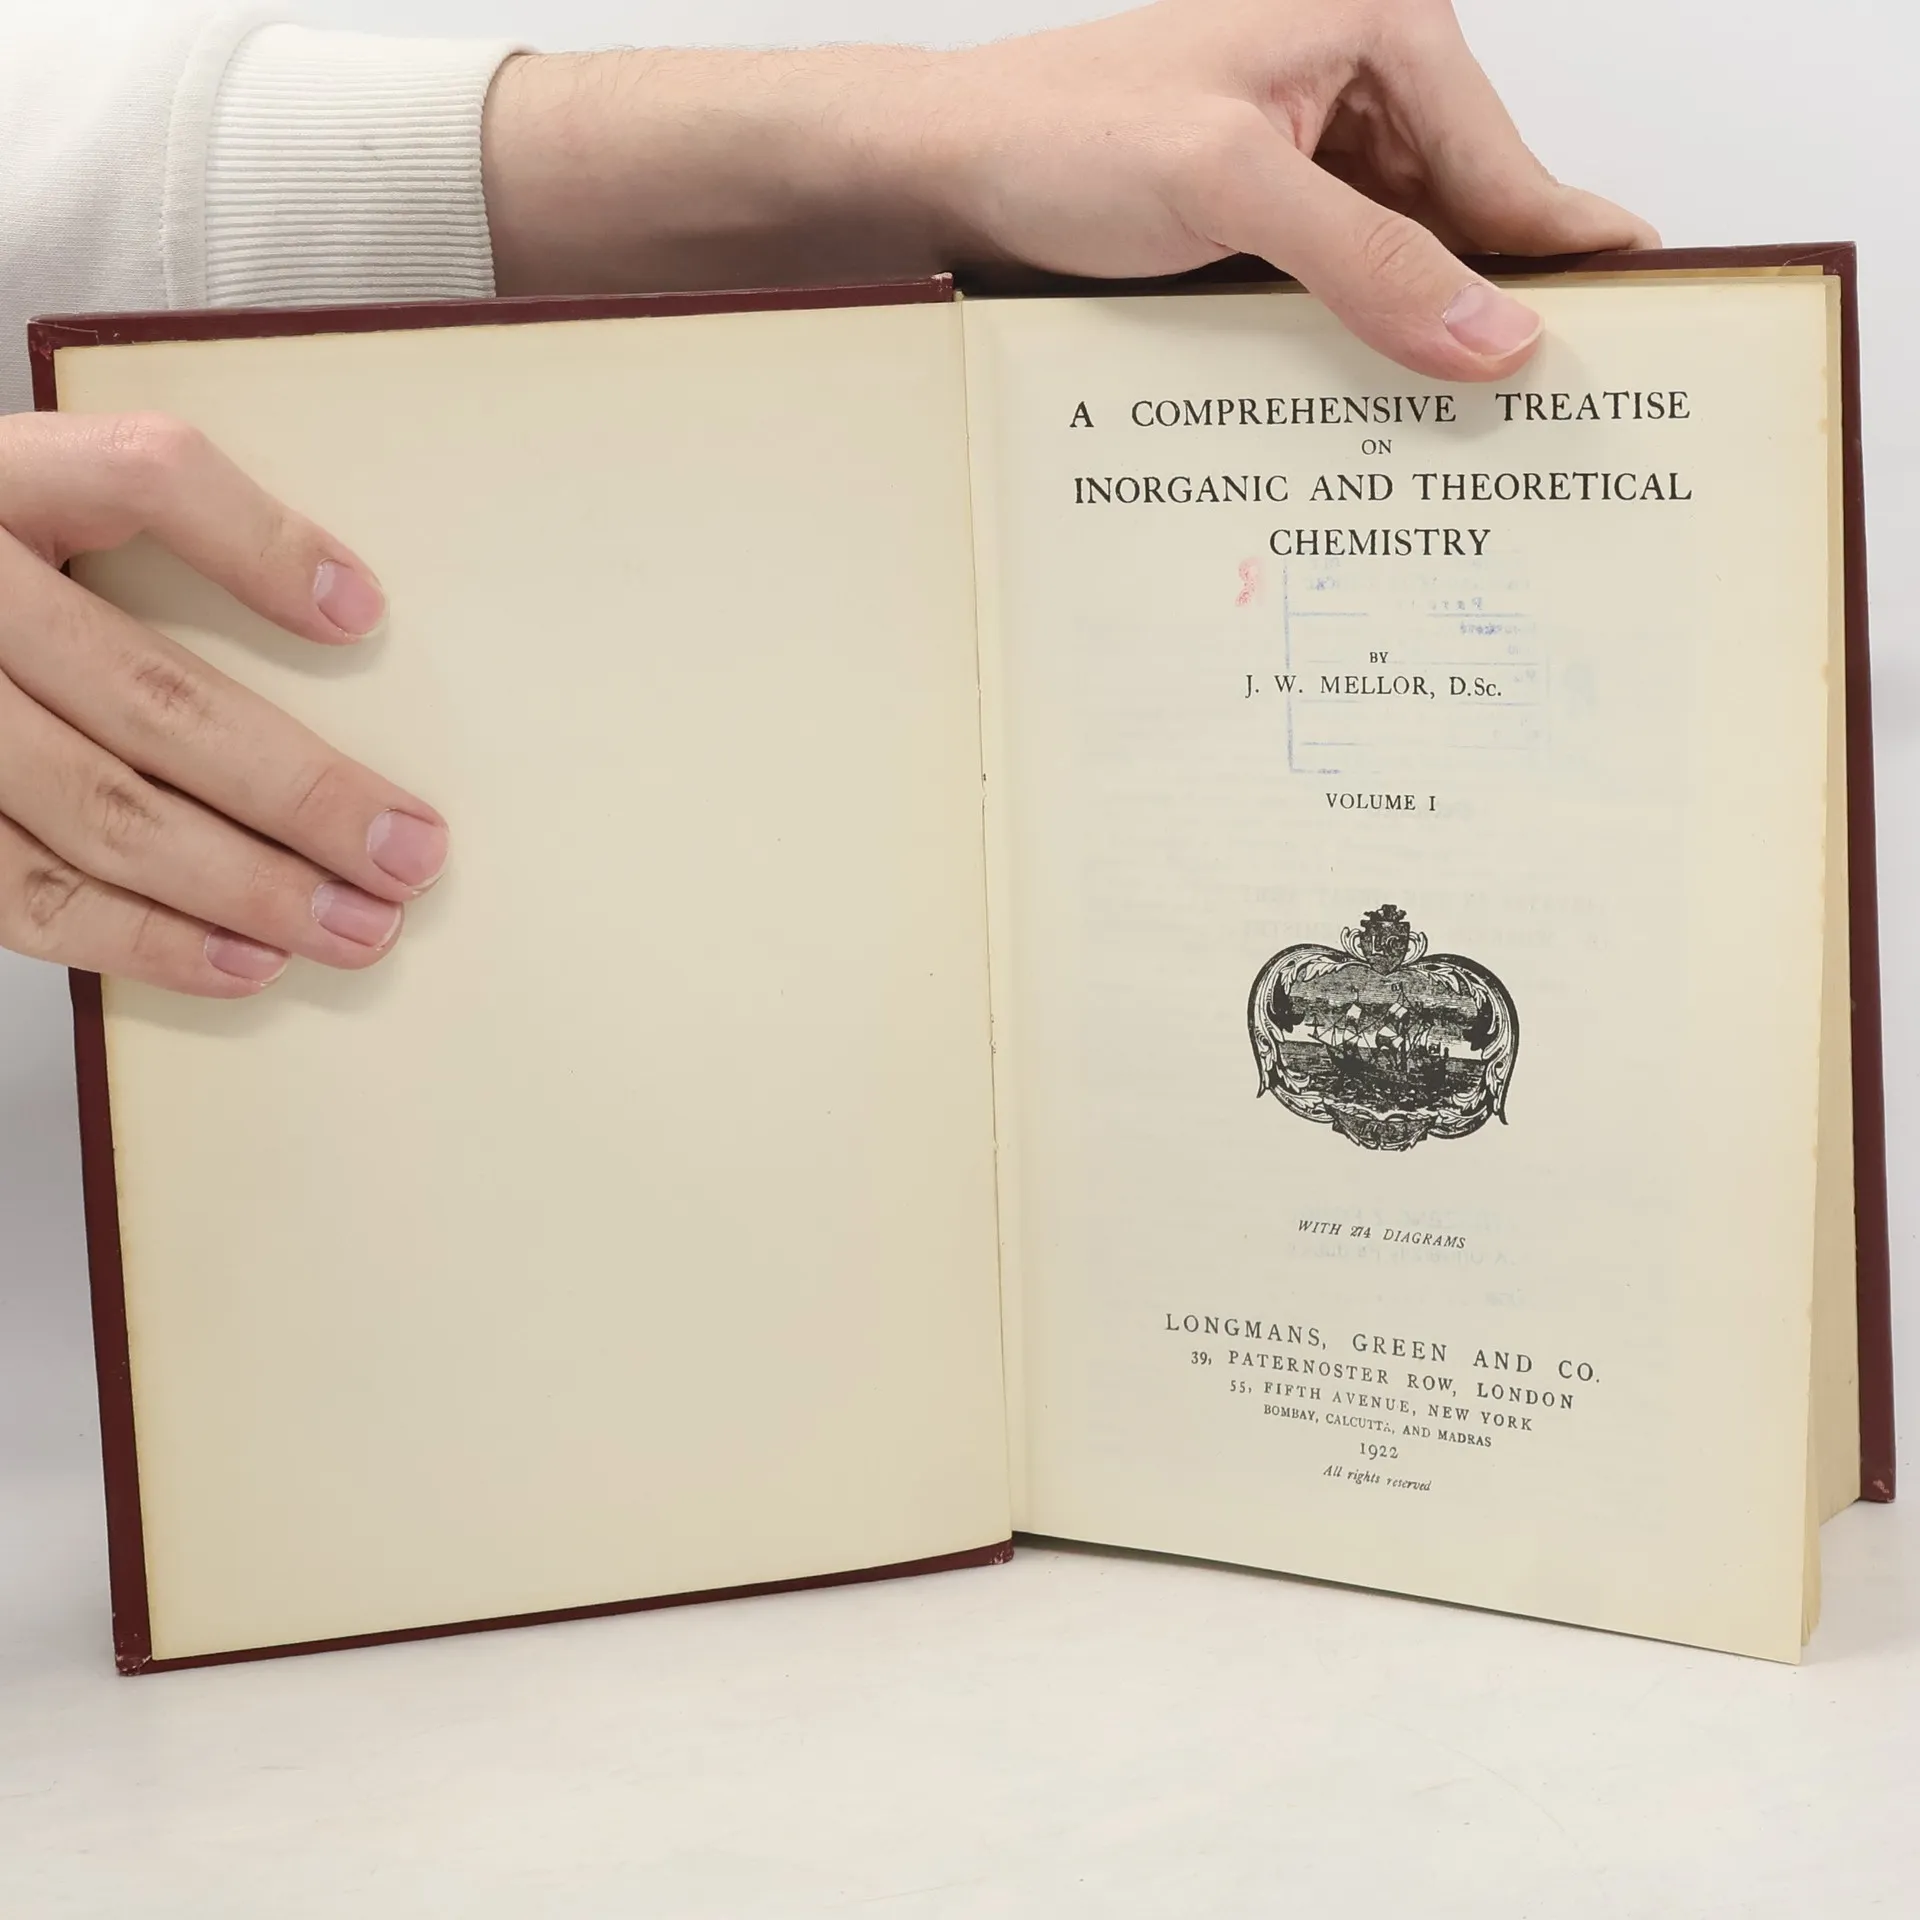 A COMPREHENSIVE TREATISE
ON
INORGANIC AND THEORETICAL
CHEMISTRY
BY
J. W. MELLOR, D.Sc.
VOLUME I
WITH 274 DIAGRAMS
LONGMANS, GREEN AND CO.
39, PATERNOSTER ROW, LONDON
55, FIFTH AVENUE, NEW YORK
BOMBAY, CALCUTTA, AND MADRAS
1922
All rights reserved